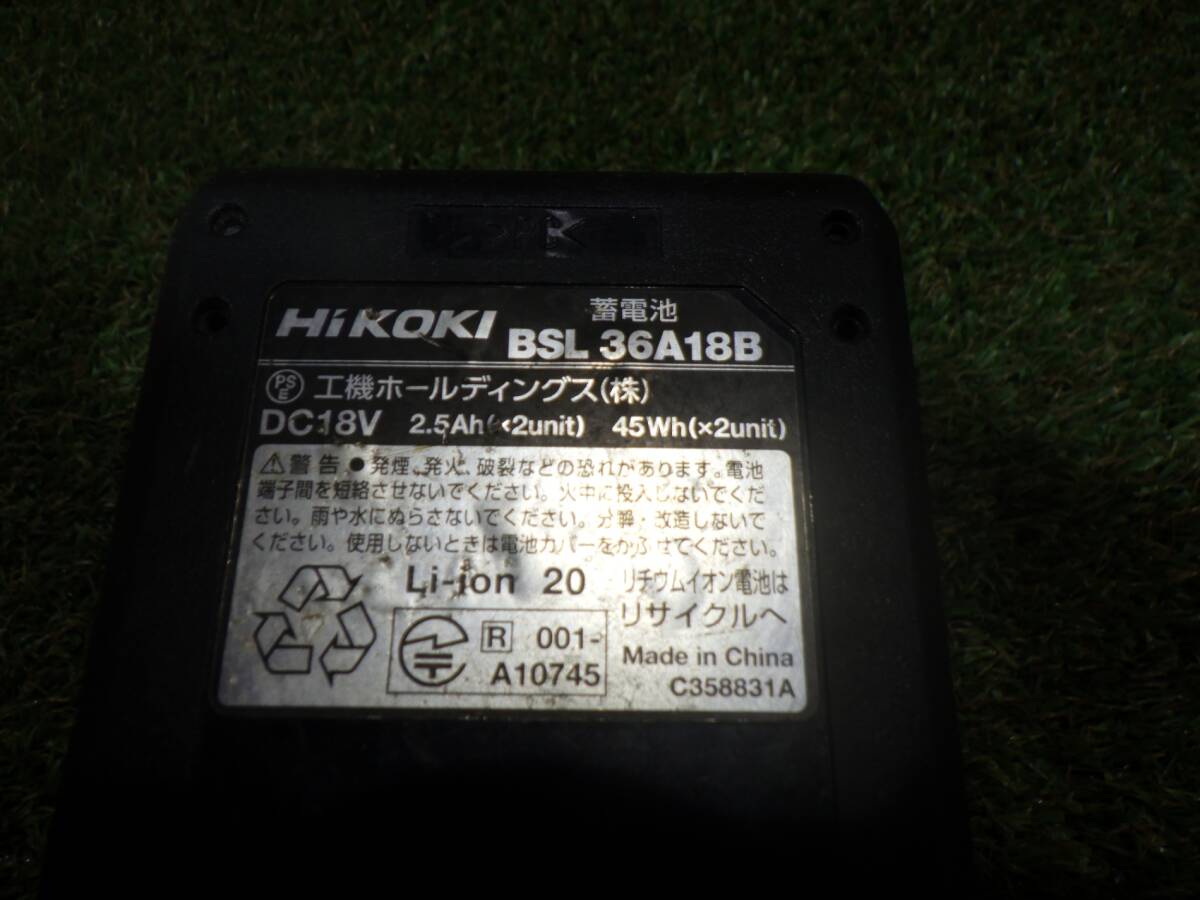 HiKOKI
蓄電池
BSL 36A18B
PS E 工機ホールディングス(株)
DC18V 2.5Ah(×2unit) 45Wh(×2unit)
⚠警告 ●発煙、発火、破裂などの恐れがあります。電池
端子間を短絡させないでください。火中に投入しないでくだ
さい。雨や水にぬらさないでください。分解・改造しないで
ください。使用しないときは電池カバーをかぶせてください。
Li-ion 20
リチウムイオン電池は
リサイクルへ
R 001-
A10745
Made in China
C358831A